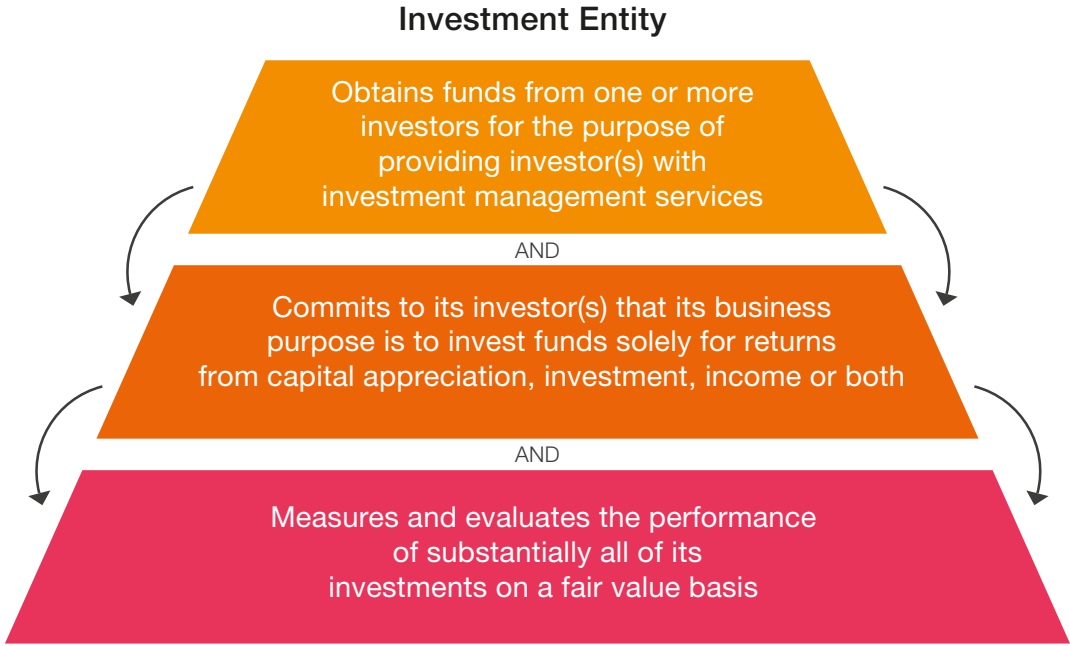 Investment Entity
Obtains funds from one or more
investors for the purpose of
providing investor(s) with
investment management services
AND
Commits to its investor(s) that its business
purpose is to invest funds solely for returns
from capital appreciation, investment, income or both
AND
Measures and evaluates the performance
of substantially all of its
investments on a fair value basis